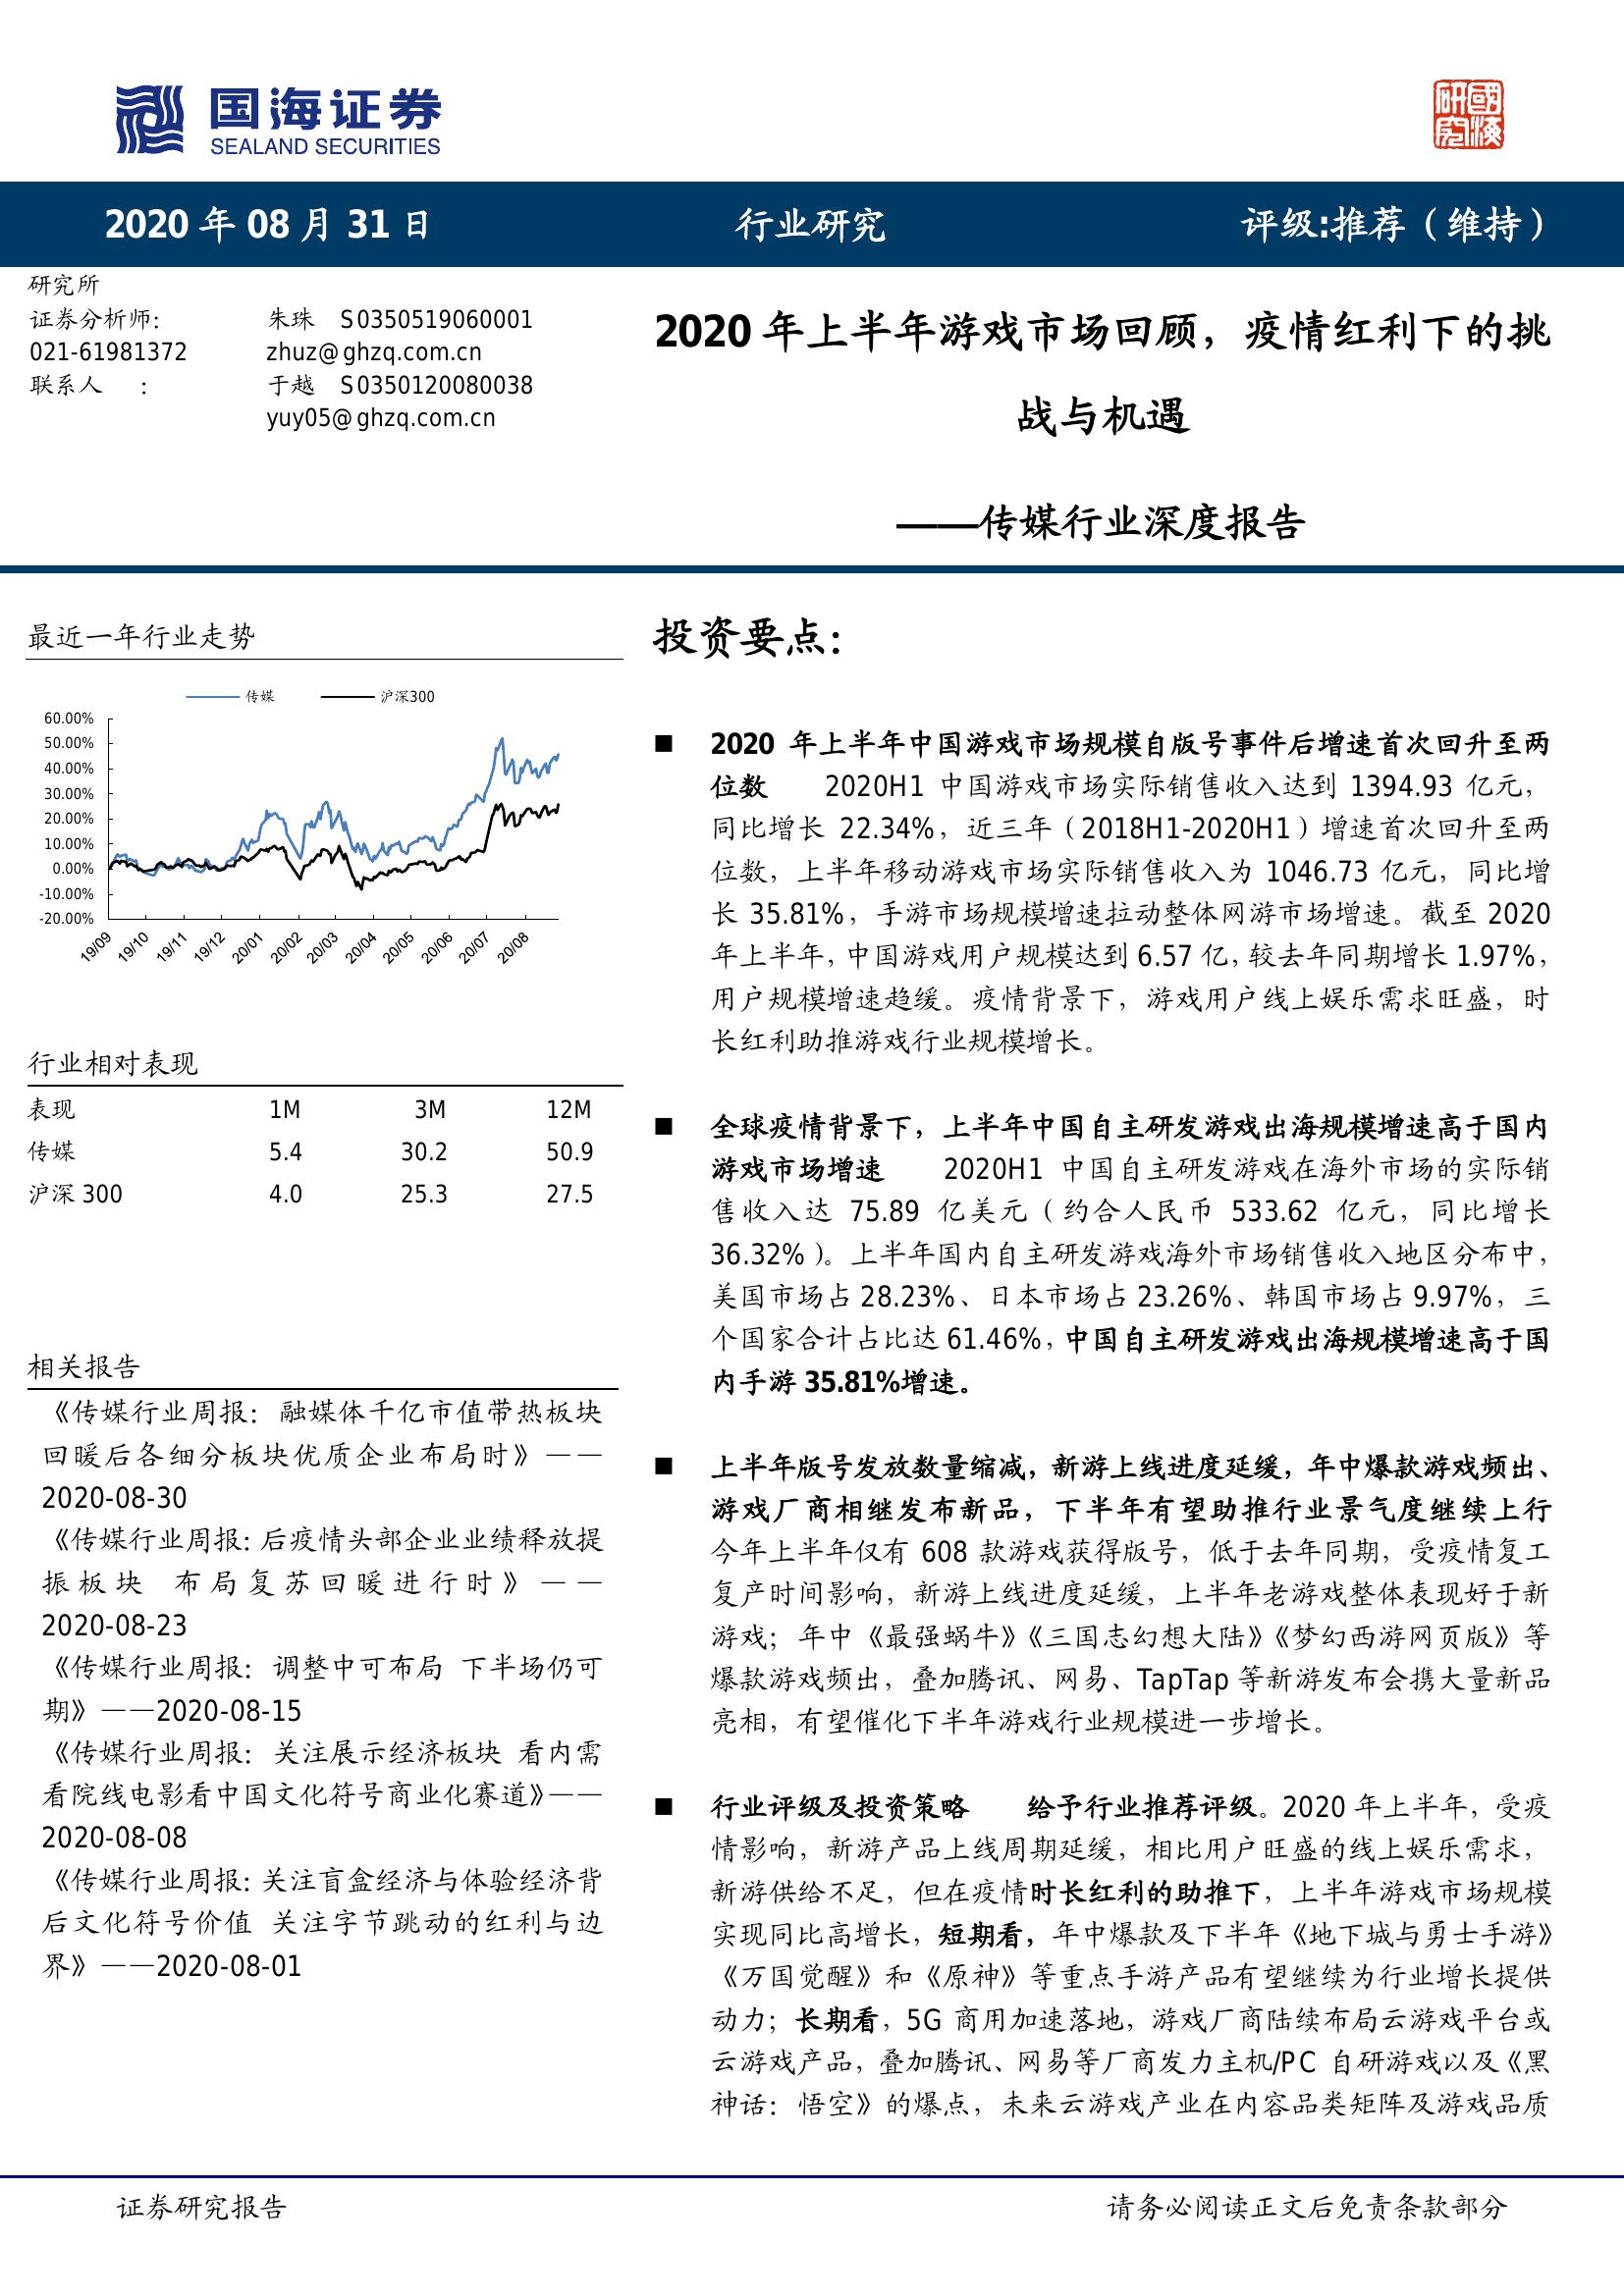 国海证券
SEALAND SECURITIES
國海研究
2020 年 08 月 31 日
行业研究
评级:推荐（维持）
研究所
证券分析师: 朱珠 S0350519060001
021-61981372 zhuz@ghzq.com.cn
联系人 : 于越 S0350120080038
yuy05@ghzq.com.cn
2020 年上半年游戏市场回顾，疫情红利下的挑
战与机遇
——传媒行业深度报告
最近一年行业走势
传媒 沪深300
60.00%
50.00%
40.00%
30.00%
20.00%
10.00%
0.00%
-10.00%
-20.00%
19/09 19/10 19/11 19/12 20/01 20/02 20/03 20/04 20/05 20/06 20/07 20/08
行业相对表现
表现 1M 3M 12M
传媒 5.4 30.2 50.9
沪深 300 4.0 25.3 27.5
相关报告
《传媒行业周报：融媒体千亿市值带热板块
回暖后各细分板块优质企业布局时》——
2020-08-30
《传媒行业周报：后疫情头部企业业绩释放提
振板块 布局复苏回暖进行时》——
2020-08-23
《传媒行业周报：调整中可布局 下半场仍可
期》——2020-08-15
《传媒行业周报：关注展示经济板块 看内需
看院线电影看中国文化符号商业化赛道》——
2020-08-08
《传媒行业周报：关注盲盒经济与体验经济背
后文化符号价值 关注字节跳动的红利与边
界》——2020-08-01
投资要点：
■ 2020 年上半年中国游戏市场规模自版号事件后增速首次回升至两
位数 2020H1 中国游戏市场实际销售收入达到 1394.93 亿元，
同比增长 22.34%，近三年（2018H1-2020H1）增速首次回升至两
位数，上半年移动游戏市场实际销售收入为 1046.73 亿元，同比增
长 35.81%，手游市场规模增速拉动整体网游市场增速。截至 2020
年上半年，中国游戏用户规模达到 6.57 亿，较去年同期增长 1.97%，
用户规模增速趋缓。疫情背景下，游戏用户线上娱乐需求旺盛，时
长红利助推游戏行业规模增长。
■ 全球疫情背景下，上半年中国自主研发游戏出海规模增速高于国内
游戏市场增速 2020H1 中国自主研发游戏在海外市场的实际销
售收入达 75.89 亿美元（约合人民币 533.62 亿元，同比增长
36.32%）。上半年国内自主研发游戏海外市场销售收入地区分布中，
美国市场占 28.23%、日本市场占 23.26%、韩国市场占 9.97%，三
个国家合计占比达 61.46%，中国自主研发游戏出海规模增速高于国
内手游 35.81%增速。
■ 上半年版号发放数量缩减，新游上线进度延缓，年中爆款游戏频出、
游戏厂商相继发布新品，下半年有望助推行业景气度继续上行
今年上半年仅有 608 款游戏获得版号，低于去年同期，受疫情复工
复产时间影响，新游上线进度延缓，上半年老游戏整体表现好于新
游戏；年中《最强蜗牛》《三国志幻想大陆》《梦幻西游网页版》等
爆款游戏频出，叠加腾讯、网易、TapTap 等新游发布会携大量新品
亮相，有望催化下半年游戏行业规模进一步增长。
■ 行业评级及投资策略 给予行业推荐评级。2020 年上半年，受疫
情影响，新游产品上线周期延缓，相比用户旺盛的线上娱乐需求，
新游供给不足，但在疫情时长红利的助推下，上半年游戏市场规模
实现同比高增长，短期看，年中爆款及下半年《地下城与勇士手游》
《万国觉醒》和《原神》等重点手游产品有望继续为行业增长提供
动力；长期看，5G 商用加速落地，游戏厂商陆续布局云游戏平台或
云游戏产品，叠加腾讯、网易等厂商发力主机/PC 自研游戏以及《黑
神话：悟空》的爆点，未来云游戏产业在内容品类矩阵及游戏品质
证券研究报告
请务必阅读正文后免责条款部分